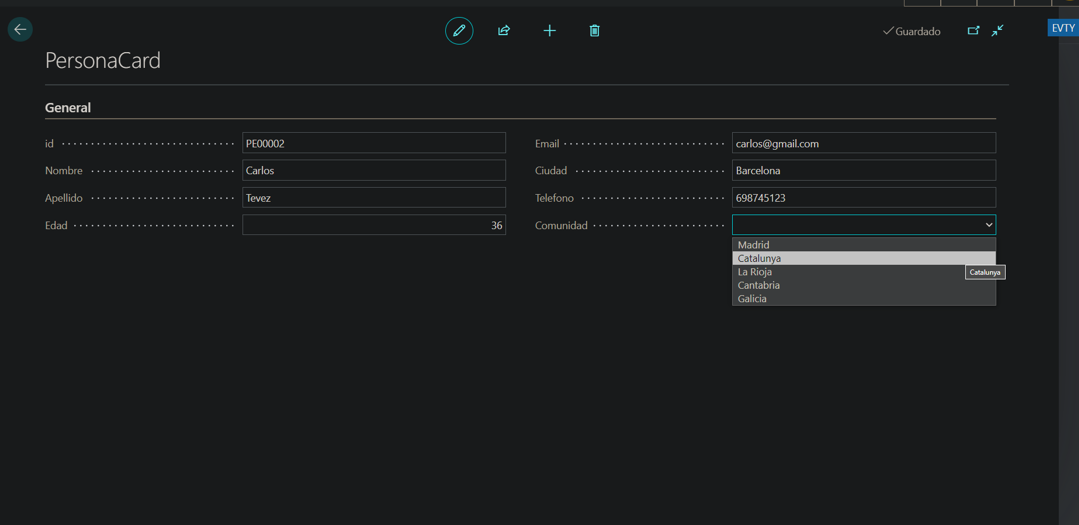 Guardado
EVTY
PersonaCard
General
id PE00002
Nombre Carlos
Apellido Tevez
Edad 36
Email carlos@gmail.com
Ciudad Barcelona
Telefono 698745123
Comunidad
Madrid
Catalunya
La Rioja
Cantabria
Galicia
Catalunya